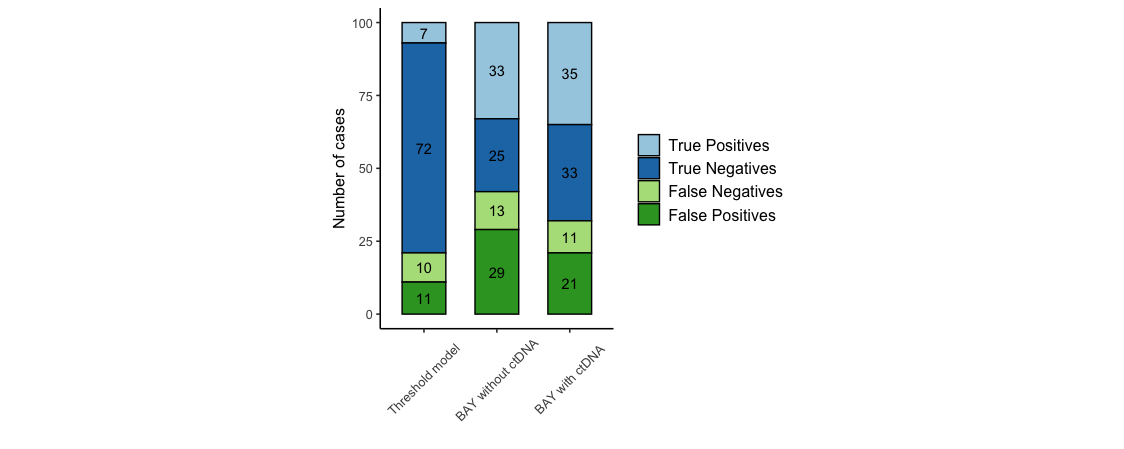 100
75
50
25
0
Number of cases
7
72
10
11
33
25
13
29
35
33
11
21
Threshold model
BAY without ctDNA
BAY with ctDNA
True Positives
True Negatives
False Negatives
False Positives